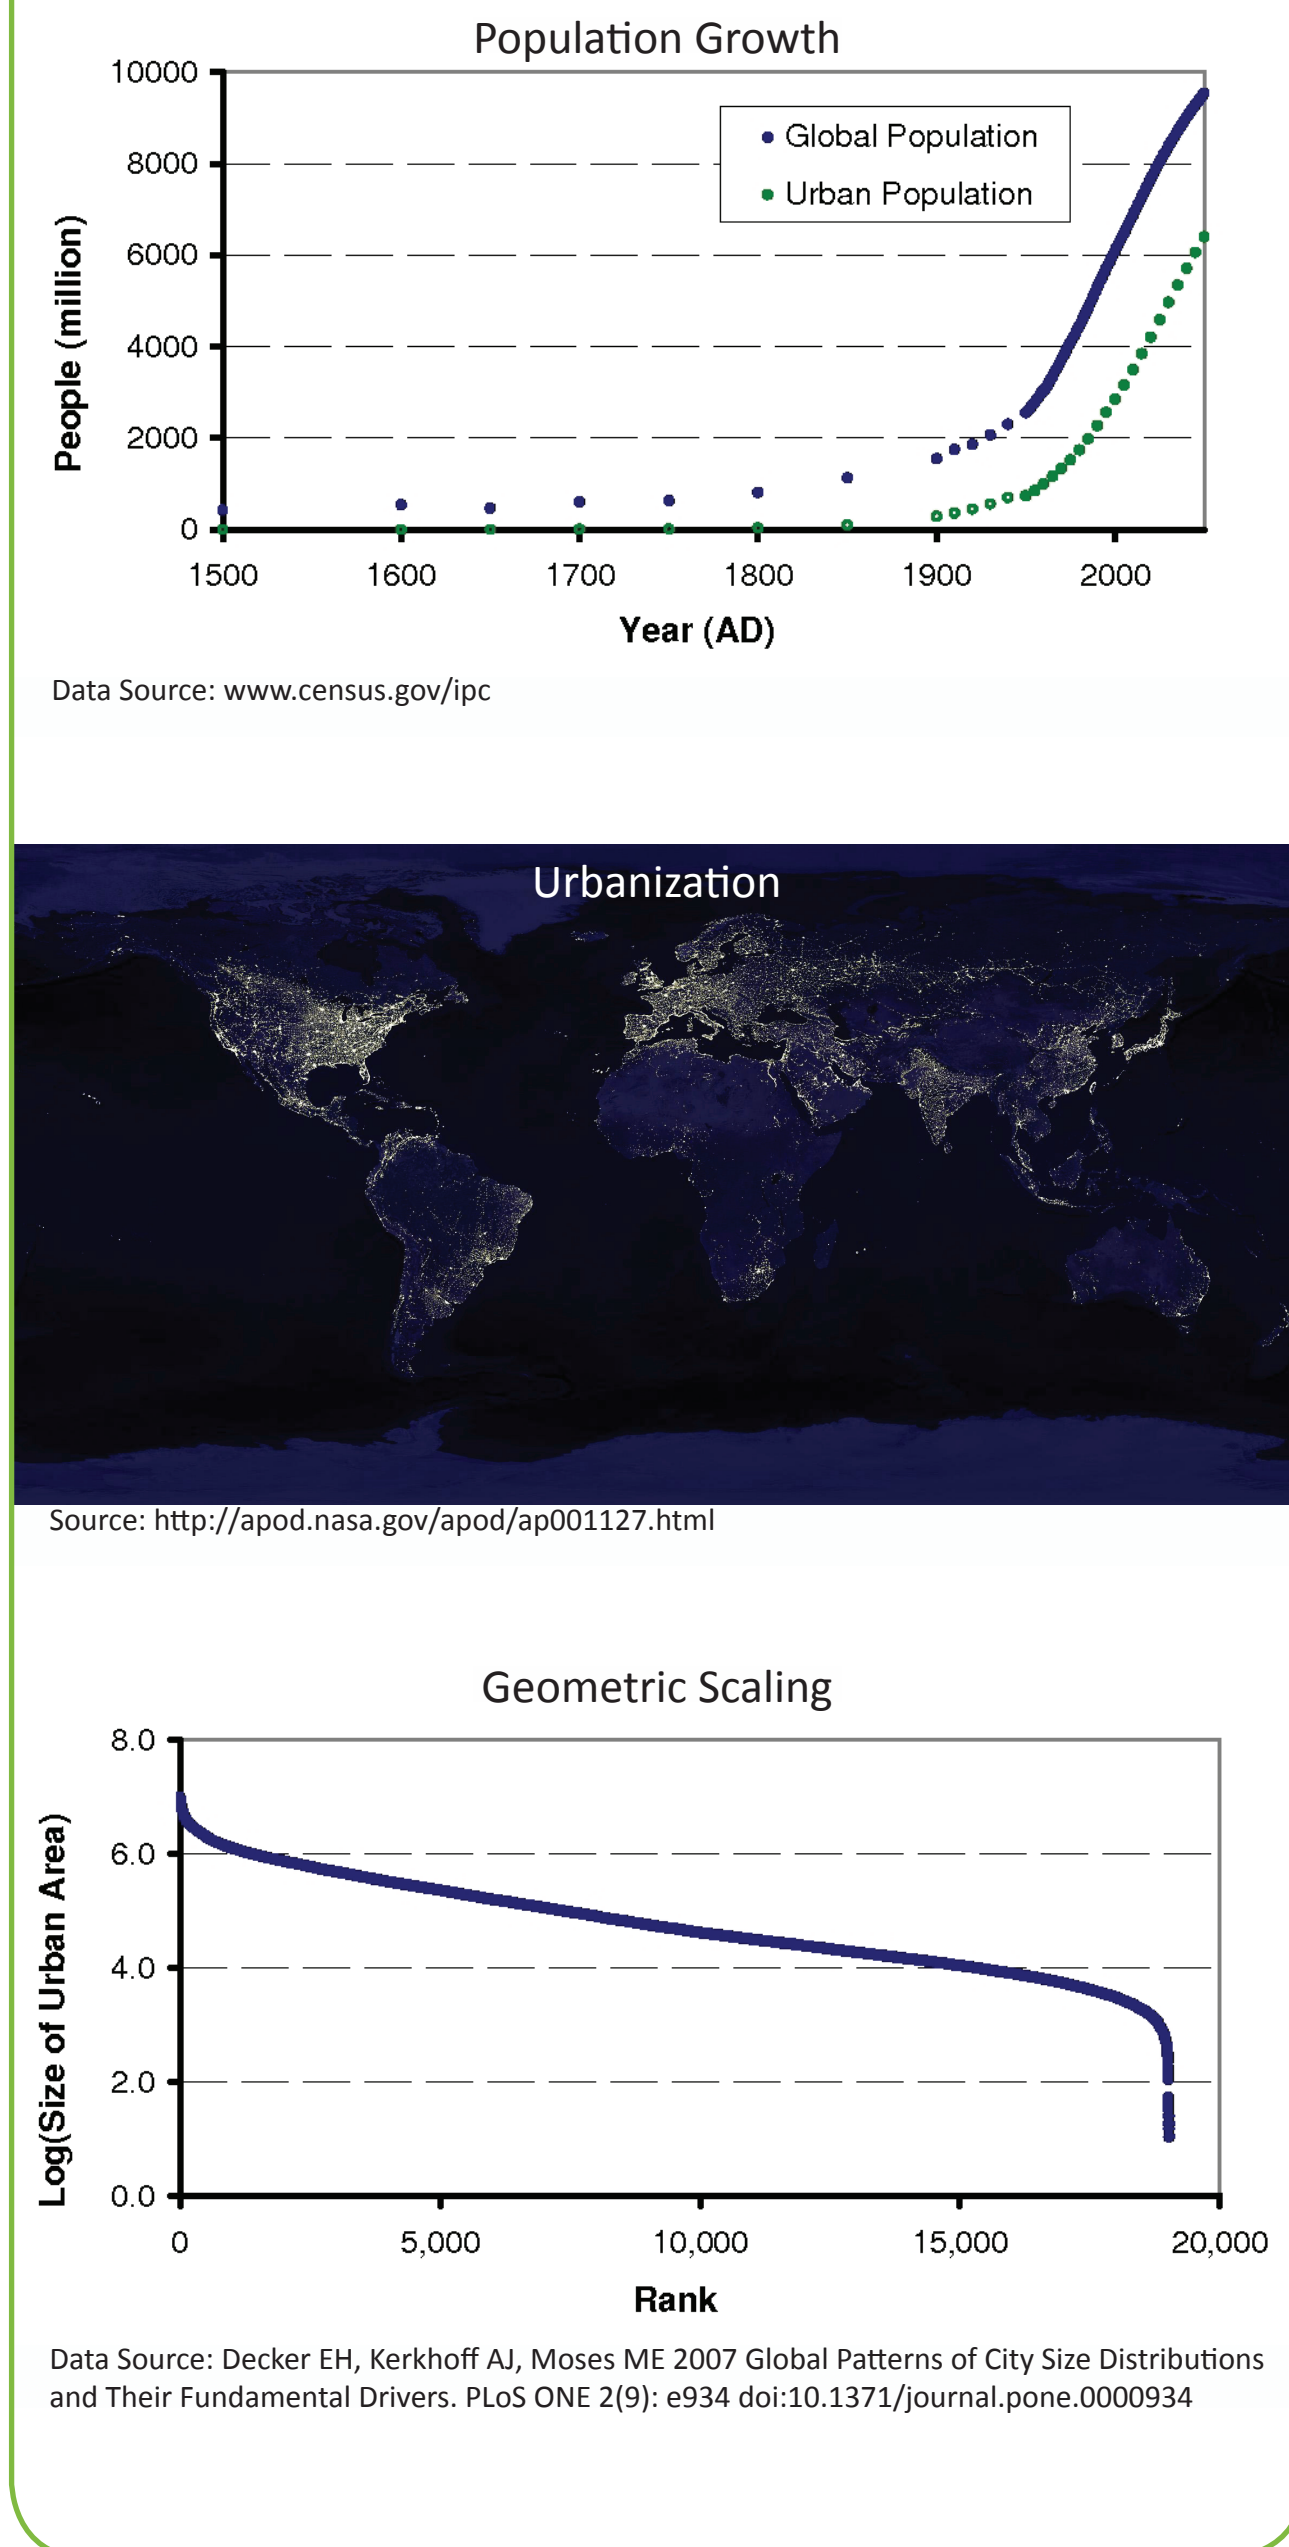 Population Growth
10000
8000
6000
4000
2000
0
People (million)
Global Population
Urban Population
1500 1600 1700 1800 1900 2000
Year (AD)
Data Source: www.census.gov/ipc
Urbanization
Source: http://apod.nasa.gov/apod/ap001127.html
Geometric Scaling
8.0
6.0
4.0
2.0
0.0
Log(Size of Urban Area)
0 5,000 10,000 15,000 20,000
Rank
Data Source: Decker EH, Kerkhoff AJ, Moses ME 2007 Global Patterns of City Size Distributions
and Their Fundamental Drivers. PLoS ONE 2(9): e934 doi:10.1371/journal.pone.0000934